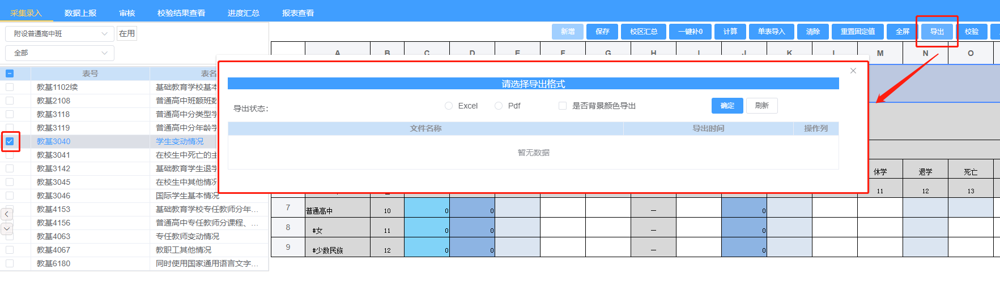 采集录入 数据上报 审核 校验结果查看 进度汇总 报表查看
附设普通高中班 在用
全部
新增 保存 校区汇总 一键补0 计算 单表导入 清除 重置固定值 全屏 导出 校验
A B C D E F G H I J K L M N O
表号 表名
教基1102续 基础教育学校基本
教基2108 普通高中班额班数
教基3118 普通高中分类型学
教基3119 普通高中分年龄学
教基3040 学生变动情况
教基3041 在校生中死亡的主
教基3142 基础教育学生退学
教基3045 在校生中其他情况
教基3046 国际学生基本情况
教基4153 基础教育学校专任教师分年...
教基4156 普通高中专任教师分课程、...
教基4063 专任教师变动情况
教基4067 教职工其他情况
教基6180 同时使用国家通用语言文字...
请选择导出格式
导出状态: Excel Pdf 是否背景颜色导出 确定 刷新
文件名称 导出时间 操作列
暂无数据
休学 退学 死亡
11 12 13
7 普通高中 10 0 0 — 0
8 #女 11 0 0 — 0
9 #少数民族 12 0 0 — 0